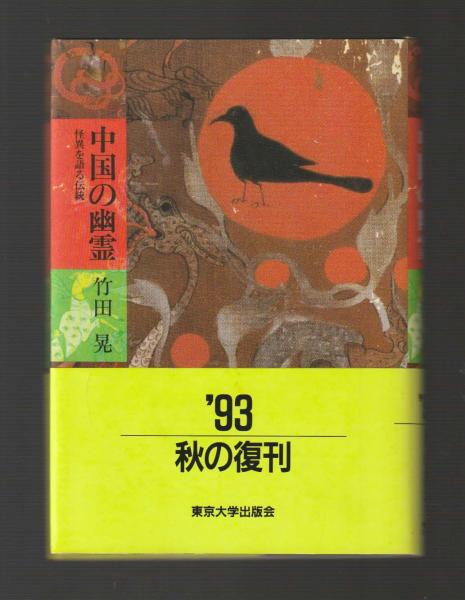 中国の幽霊
怪異を語る伝統
竹田 晃
’93
秋の復刊
東京大学出版会